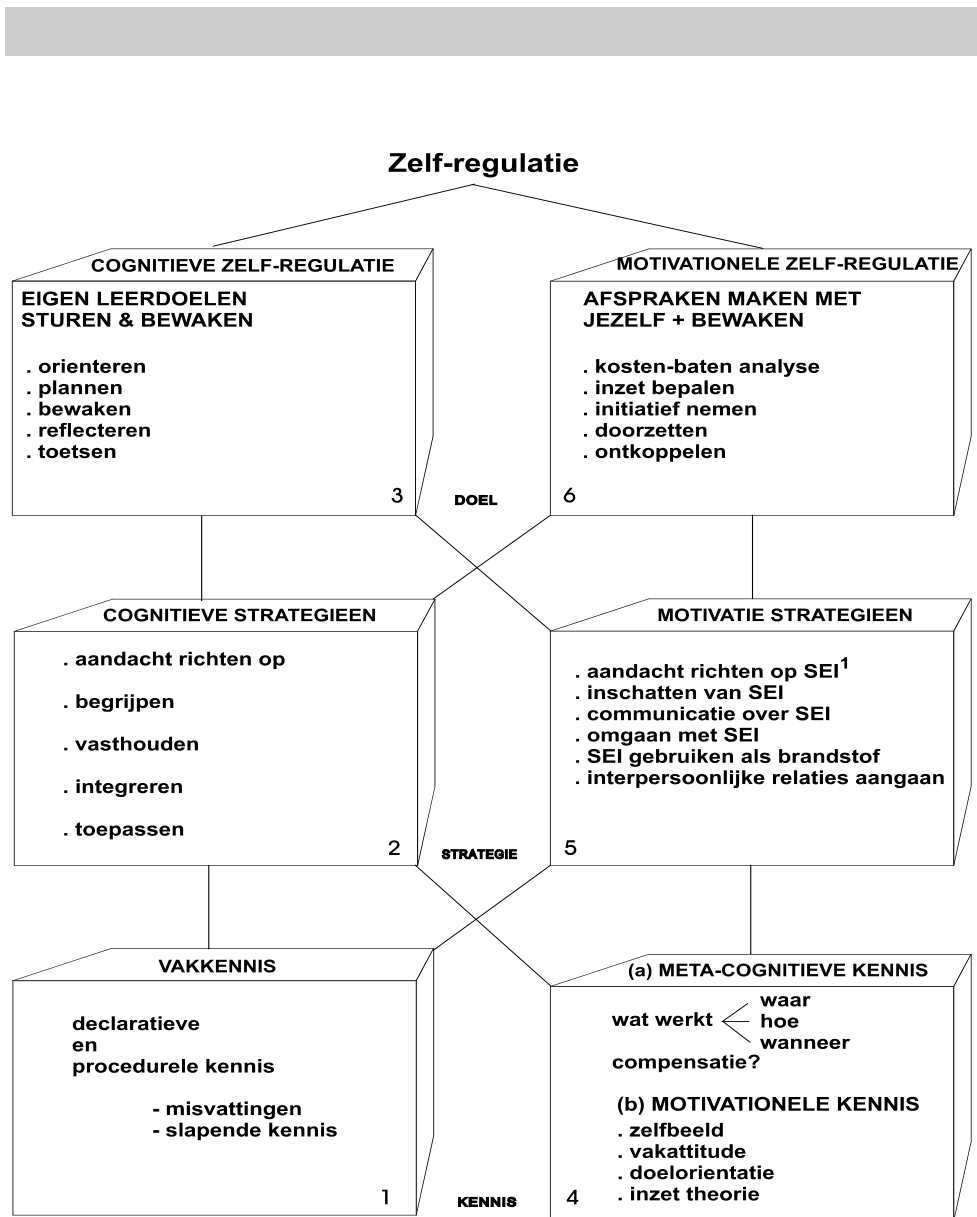 Zelf-regulatie
COGNITIEVE ZELF-REGULATIE
EIGEN LEERDOELEN
STUREN & BEWAKEN
. orienteren
. plannen
. bewaken
. reflecteren
. toetsen
3
DOEL
MOTIVATIONELE ZELF-REGULATIE
AFSPRAKEN MAKEN MET
JEZELF + BEWAKEN
. kosten-baten analyse
. inzet bepalen
. initiatief nemen
. doorzetten
. ontkoppelen
6
COGNITIEVE STRATEGIEEN
. aandacht richten op
. begrijpen
. vasthouden
. integreren
. toepassen
2
STRATEGIE
MOTIVATIE STRATEGIEEN
. aandacht richten op SEI¹
. inschatten van SEI
. communicatie over SEI
. omgaan met SEI
. SEI gebruiken als brandstof
. interpersoonlijke relaties aangaan
5
VAKKENNIS
declaratieve
en
procedurele kennis
- misvattingen
- slapende kennis
1
KENNIS
(a) META-COGNITIEVE KENNIS
waar
wat werkt hoe
wanneer
compensatie?
(b) MOTIVATIONELE KENNIS
. zelfbeeld
. vakattitude
. doelorientatie
. inzet theorie
4